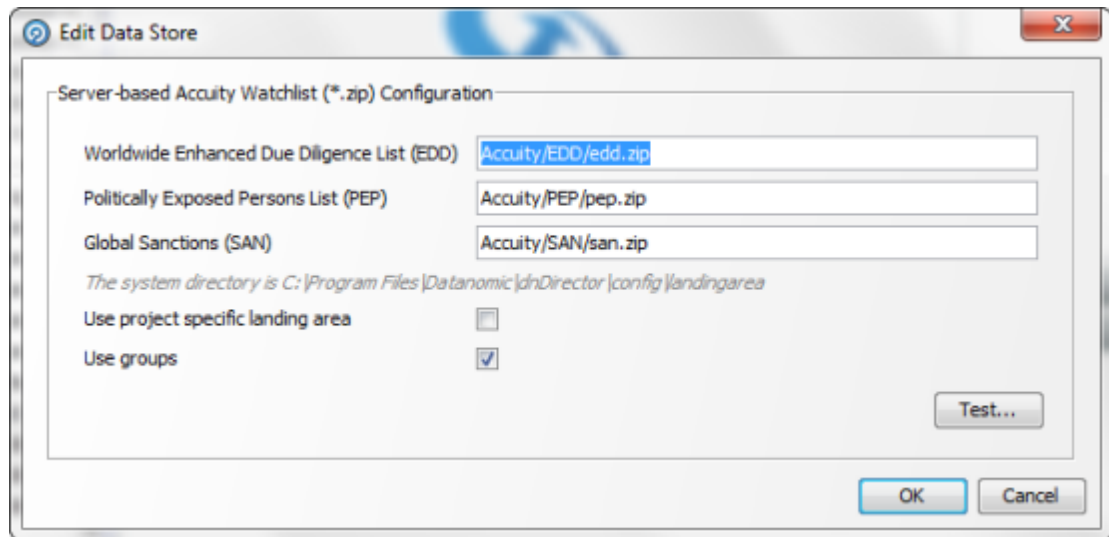 Edit Data Store
Server-based Accuity Watchlist (*.zip) Configuration
Worldwide Enhanced Due Diligence List (EDD) Accuity/EDD/edd.zip
Politically Exposed Persons List (PEP) Accuity/PEP/pep.zip
Global Sanctions (SAN) Accuity/SAN/san.zip
The system directory is C:\Program Files\Datanomic\dnDirector\config\landingarea
Use project specific landing area
Use groups
Test...
OK Cancel